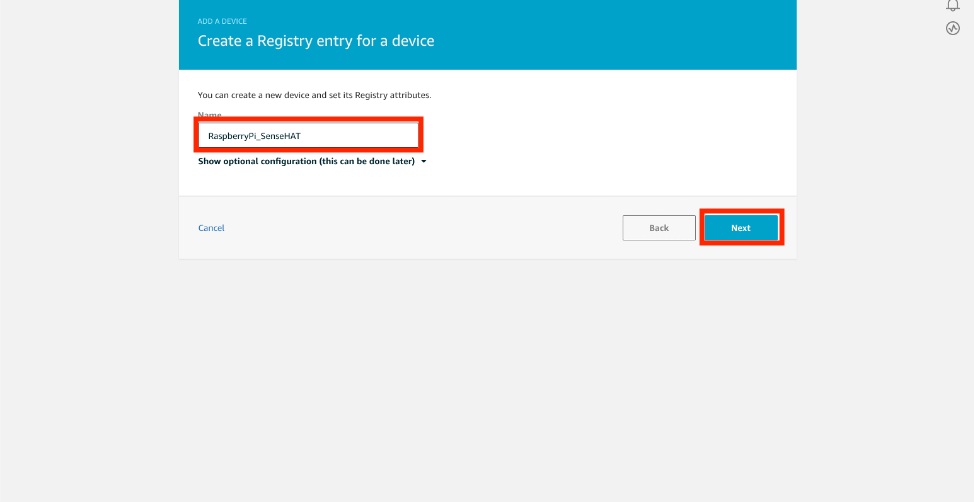 ADD A DEVICE
Create a Registry entry for a device
You can create a new device and set its Registry attributes.
Name
RaspberryPi_SenseHAT
Show optional configuration (this can be done later)
Cancel
Back
Next